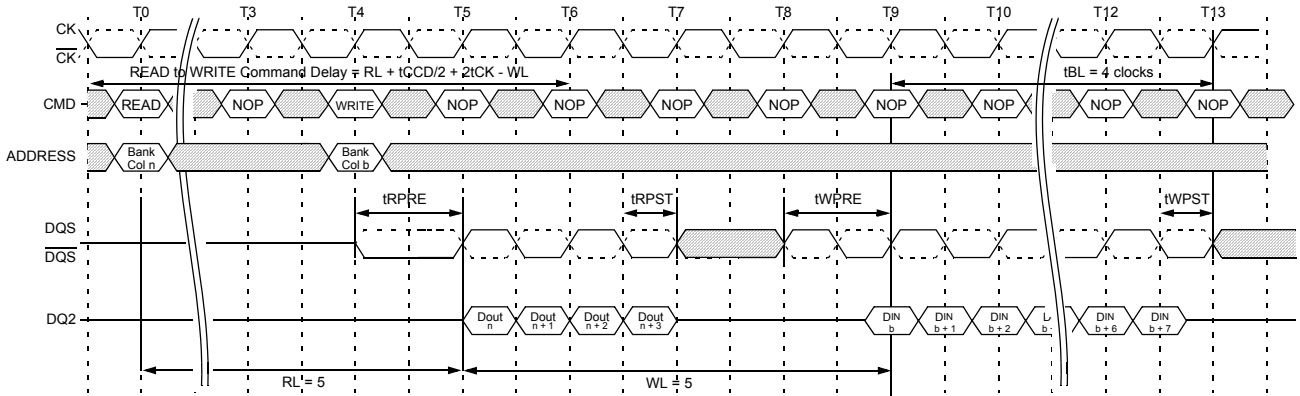 T0 T3 T4 T5 T6 T7 T8 T9 T10 T12 T13
CK
CK
READ to WRITE Command Delay = RL + tCCD/2 + 2tCK - WL
tBL = 4 clocks
CMD READ NOP WRITE NOP NOP NOP NOP NOP NOP NOP NOP
ADDRESS
Bank Bank
Col n Col b
tRPRE tRPST tWPRE tWPST
DQS
DQS
DQ2
Dout Dout Dout Dout DIN DIN DIN DIN DIN
n n + 1 n + 2 n + 3 b b + 1 b + 2 b + 6 b + 7
RL = 5 WL = 5